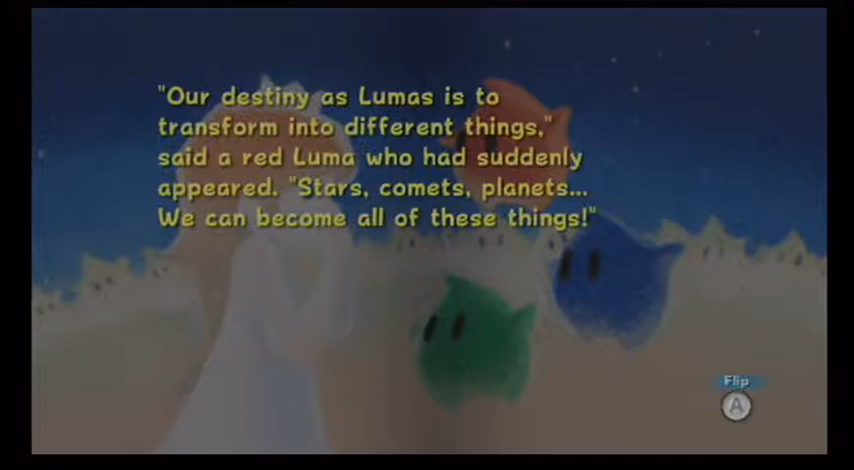 "Our destiny as Lumas is to
transform into different things,"
said a red Luma who had suddenly
appeared. "Stars, comets, planets...
We can become all of these things!"
Flip
A